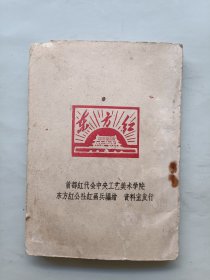 东方红
首都红代会中央工艺美术学院
东方红公社红画兵编绘 资料室发行